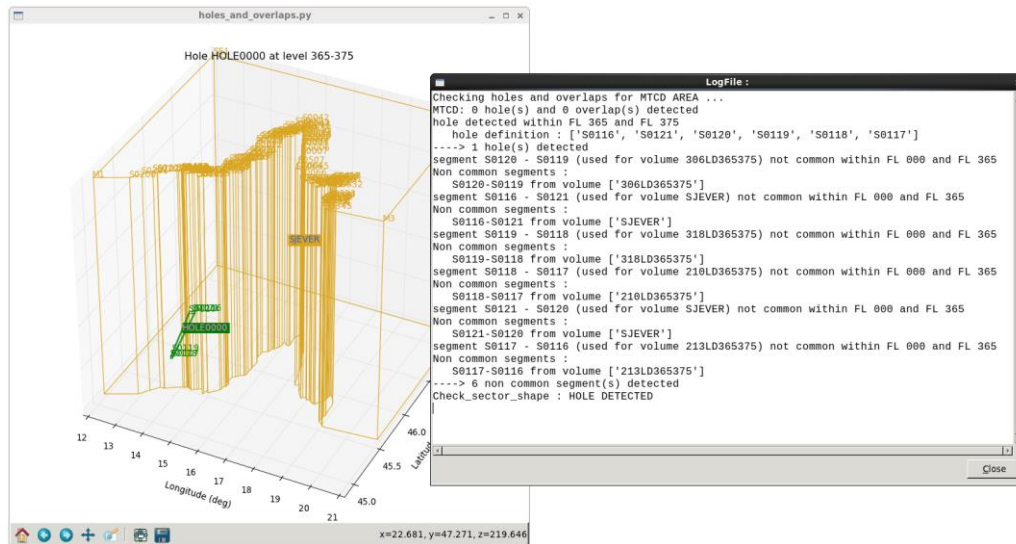 holes_and_overlaps.py
Hole HOLE0000 at level 365-375
M1
M3
SJEVER
HOLE0000
S0119
12
13
14
15
16
17
18
19
20
21
Longitude (deg)
45.0
45.5
46.0
x=22.681, y=47.271, z=219.646
LogFile :
Checking holes and overlaps for MTCD AREA ...
MTCD: 0 hole(s) and 0 overlap(s) detected
hole detected within FL 365 and FL 375
hole definition : ['S0116', 'S0121', 'S0120', 'S0119', 'S0118', 'S0117']
----> 1 hole(s) detected
segment S0120 - S0119 (used for volume 306LD365375) not common within FL 000 and FL 365
Non common segments :
S0120-S0119 from volume ['306LD365375']
segment S0116 - S0121 (used for volume SJEVER) not common within FL 000 and FL 365
Non common segments :
S0116-S0121 from volume ['SJEVER']
segment S0119 - S0118 (used for volume 318LD365375) not common within FL 000 and FL 365
Non common segments :
S0119-S0118 from volume ['318LD365375']
segment S0118 - S0117 (used for volume 210LD365375) not common within FL 000 and FL 365
Non common segments :
S0118-S0117 from volume ['210LD365375']
segment S0121 - S0120 (used for volume SJEVER) not common within FL 000 and FL 365
Non common segments :
S0121-S0120 from volume ['SJEVER']
segment S0117 - S0116 (used for volume 213LD365375) not common within FL 000 and FL 365
Non common segments :
S0117-S0116 from volume ['213LD365375']
----> 6 non common segment(s) detected
Check_sector_shape : HOLE DETECTED
Close